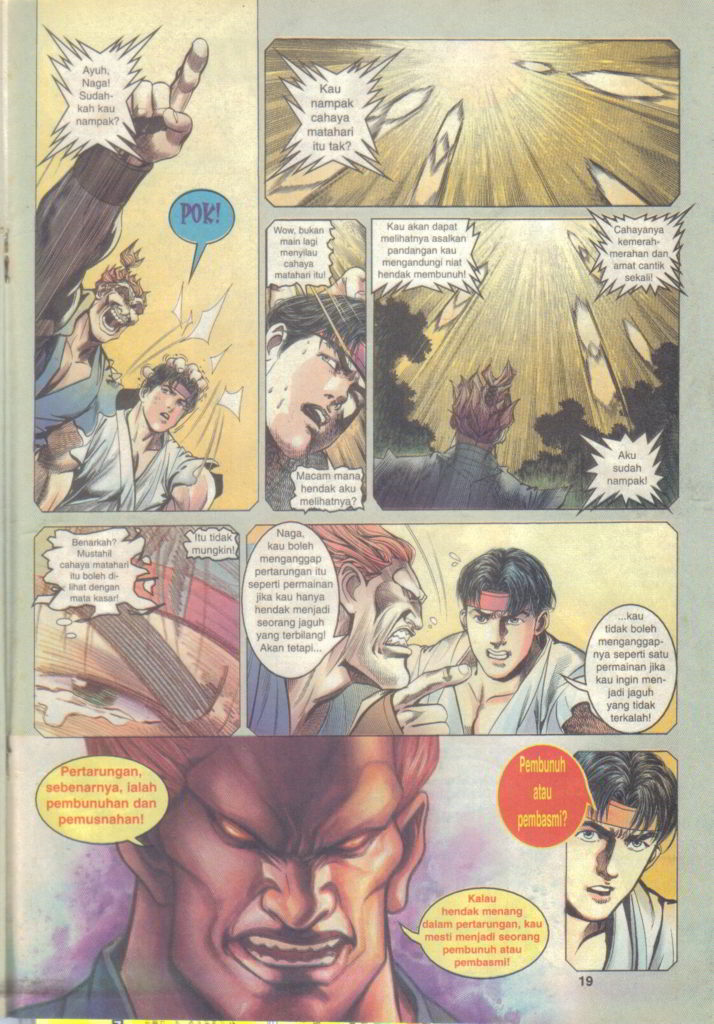 Ayuh,
Naga!
Sudah-
kah kau
nampak?
POK!
Kau
nampak
cahaya
matahari
itu tak?
Wow, bukan
main lagi
menyilau
cahaya
matahari itu!
Macam mana
hendak aku
melihatnya?
Kau akan dapat
melihatnya asalkan
pandangan kau
mengandungi niat
hendak membunuh!
Cahayanya
kemerah-
merahan dan
amat cantik
sekali!
Aku
sudah
nampak!
Benarkah?
Mustahil
cahaya matahari
itu boleh di-
lihat dengan
mata kasar!
Itu tidak
mungkin!
Naga,
kau boleh
menganggap
pertarungan itu
seperti permainan
jika kau hanya
hendak menjadi
seorang jaguh
yang terbilang!
Akan tetapi...
...kau
tidak boleh
menganggap-
nya seperti satu
permainan jika
kau ingin men-
jadi jaguh
yang tidak
terkalah!
Pertarungan,
sebenarnya, ialah
pembunuhan dan
pemusnahan!
Kalau
hendak menang
dalam pertarungan, kau
mesti menjadi seorang
pembunuh atau
pembasmi!
Pembunuh
atau
pembasmi?
19